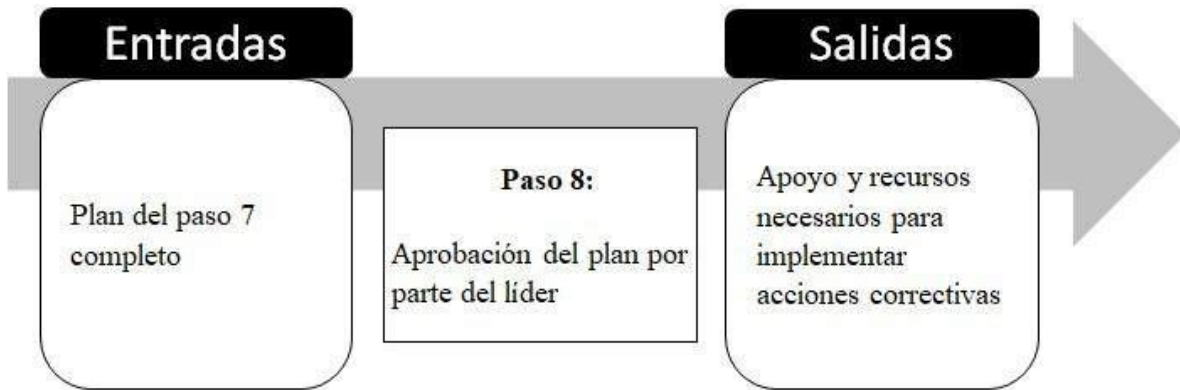 Entradas
Plan del paso 7
completo
Paso 8:
Aprobación del plan por
parte del líder
Salidas
Apoyo y recursos
necesarios para
implementar
acciones correctivas